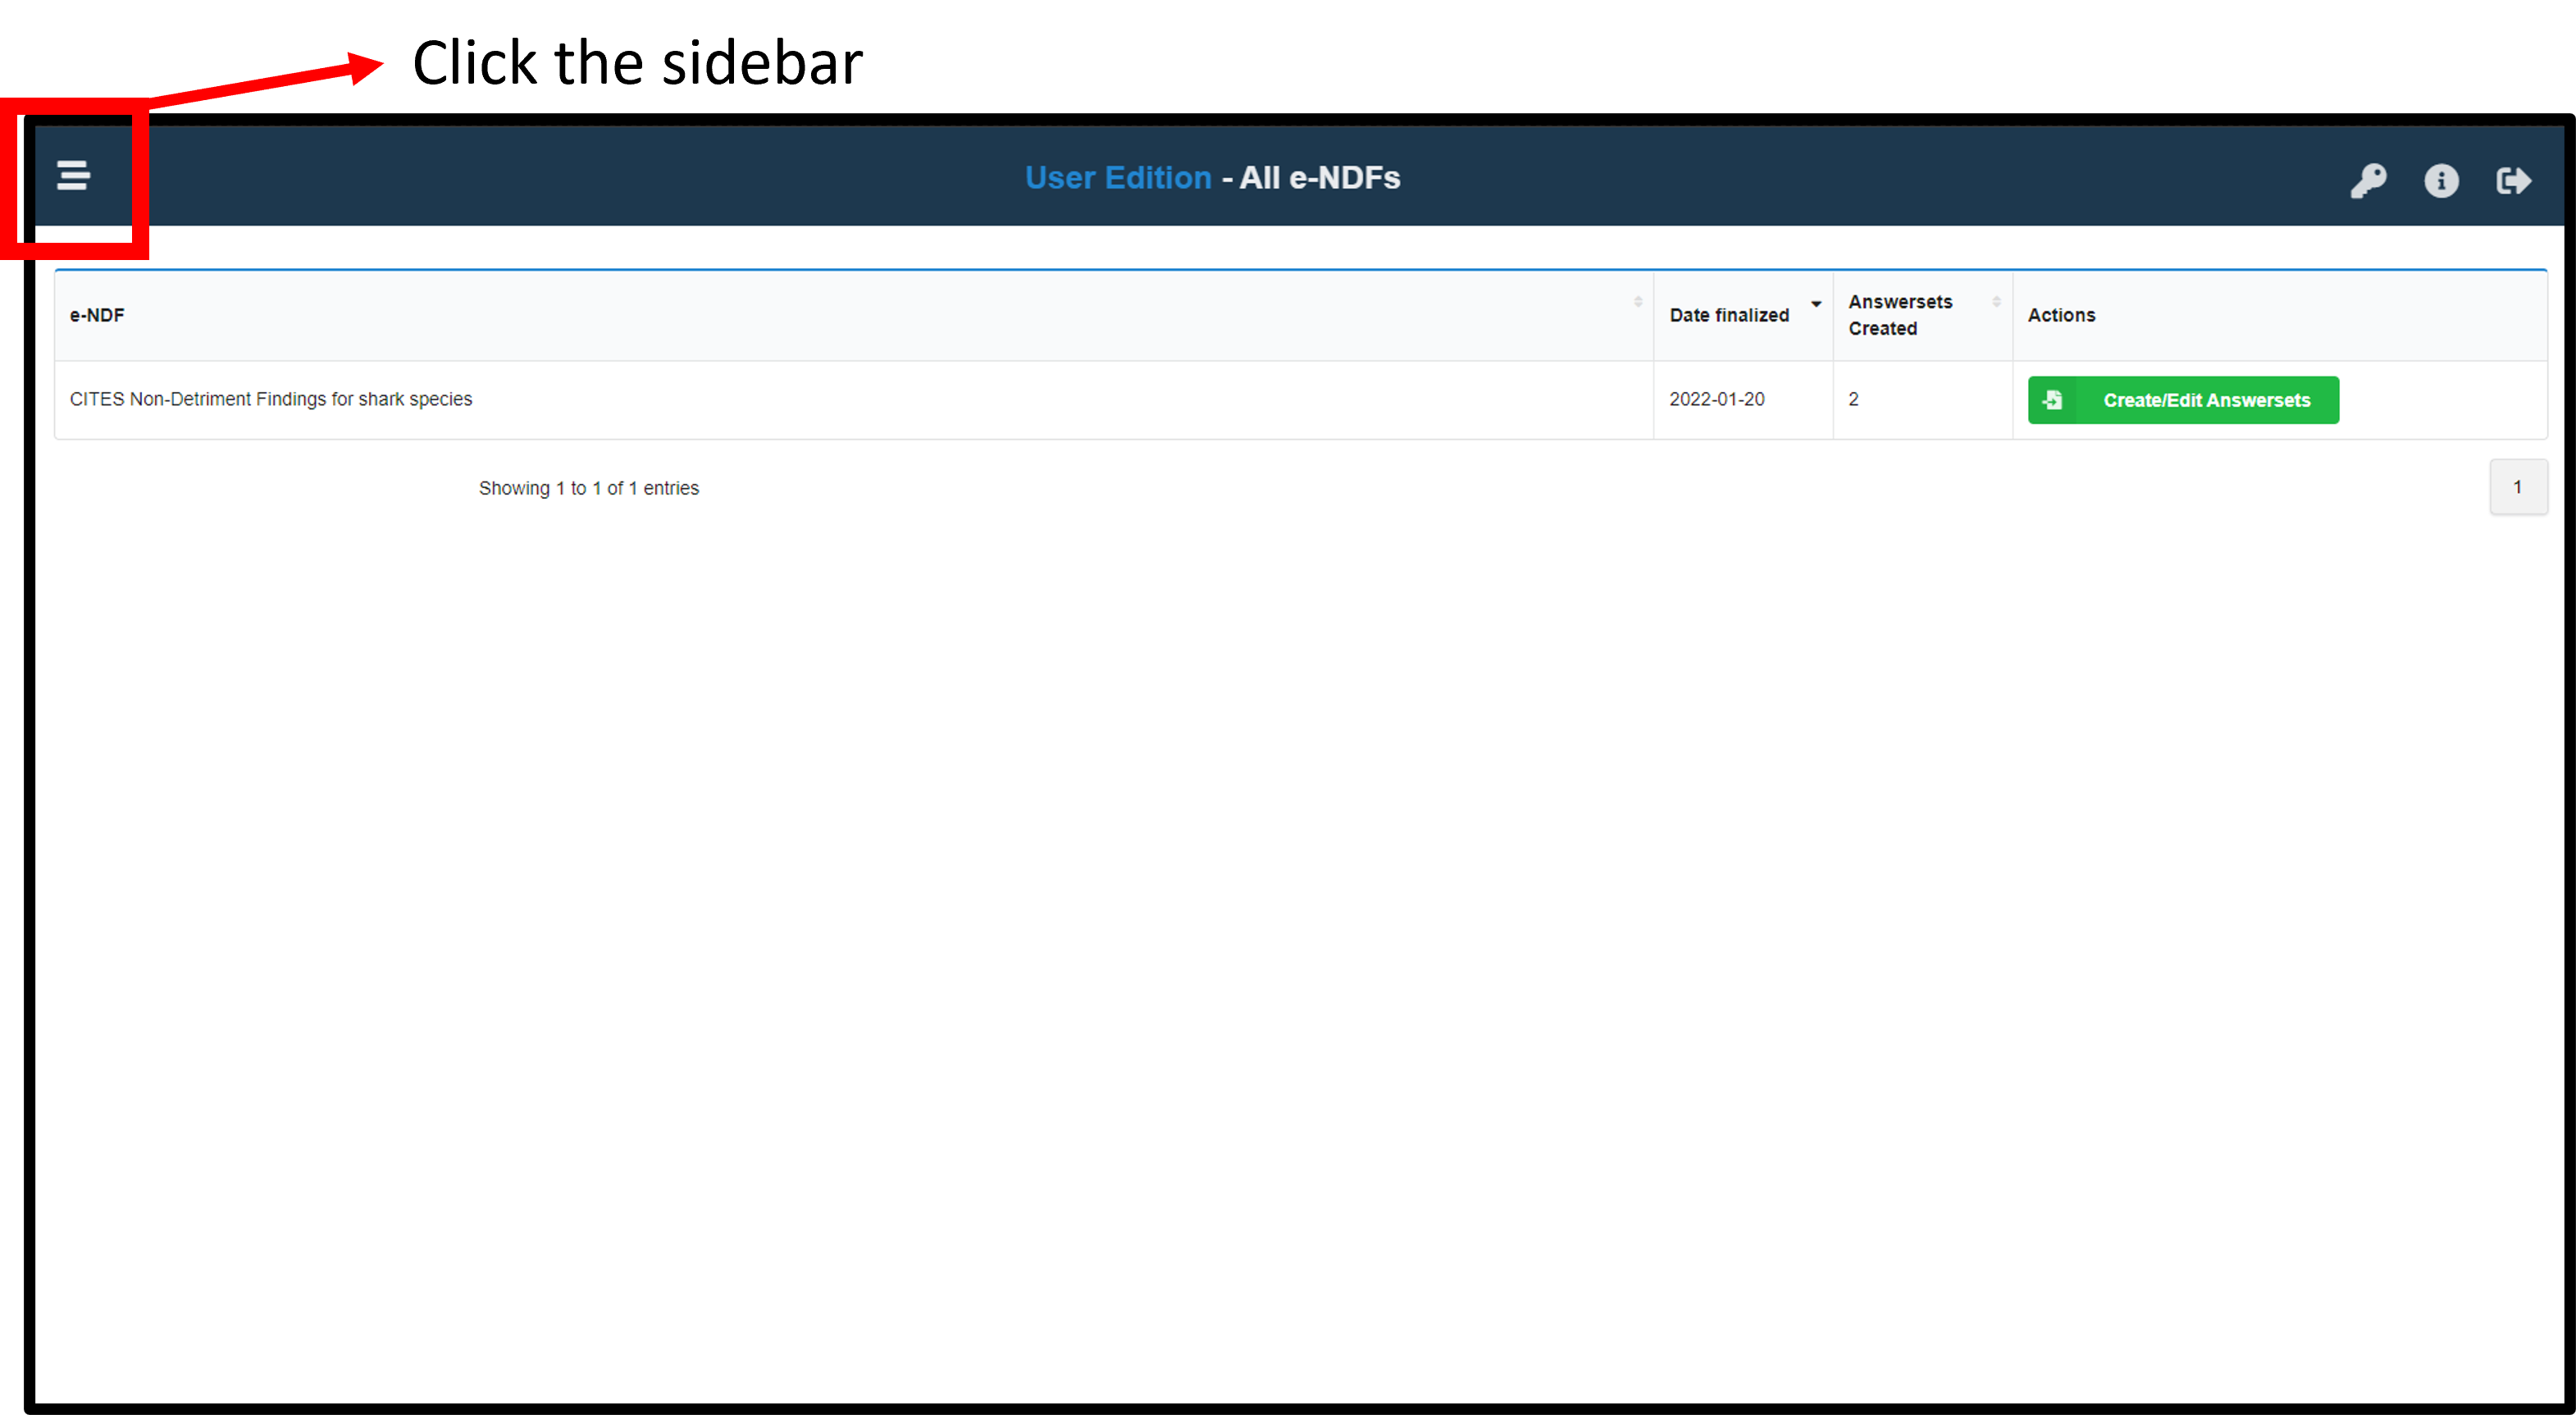 Click the sidebar
User Edition - All e-NDFs
e-NDF
Date finalized
Answersets
Created
Actions
CITES Non-Detriment Findings for shark species
2022-01-20
2
Create/Edit Answersets
Showing 1 to 1 of 1 entries
1